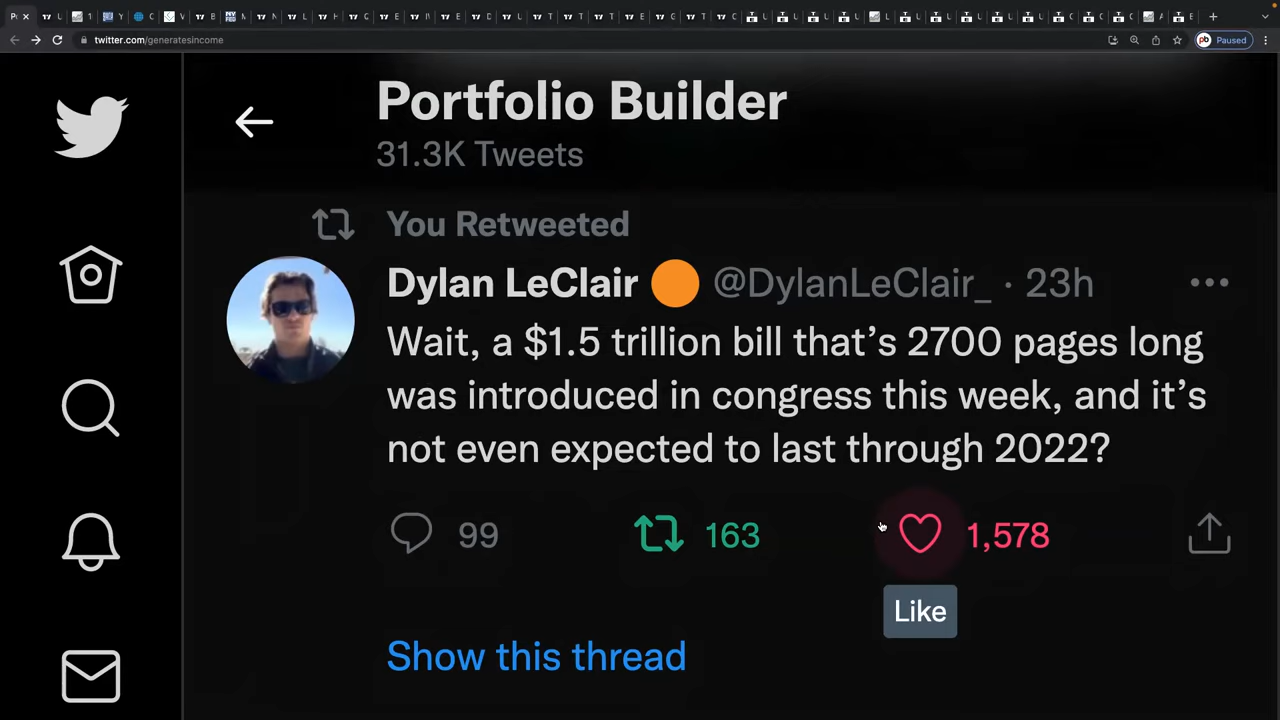 twitter.com/generatesincome
Paused
Portfolio Builder
31.3K Tweets
You Retweeted
Dylan LeClair @DylanLeClair_ · 23h
Wait, a $1.5 trillion bill that's 2700 pages long
was introduced in congress this week, and it's
not even expected to last through 2022?
99 163 1,578
Like
Show this thread